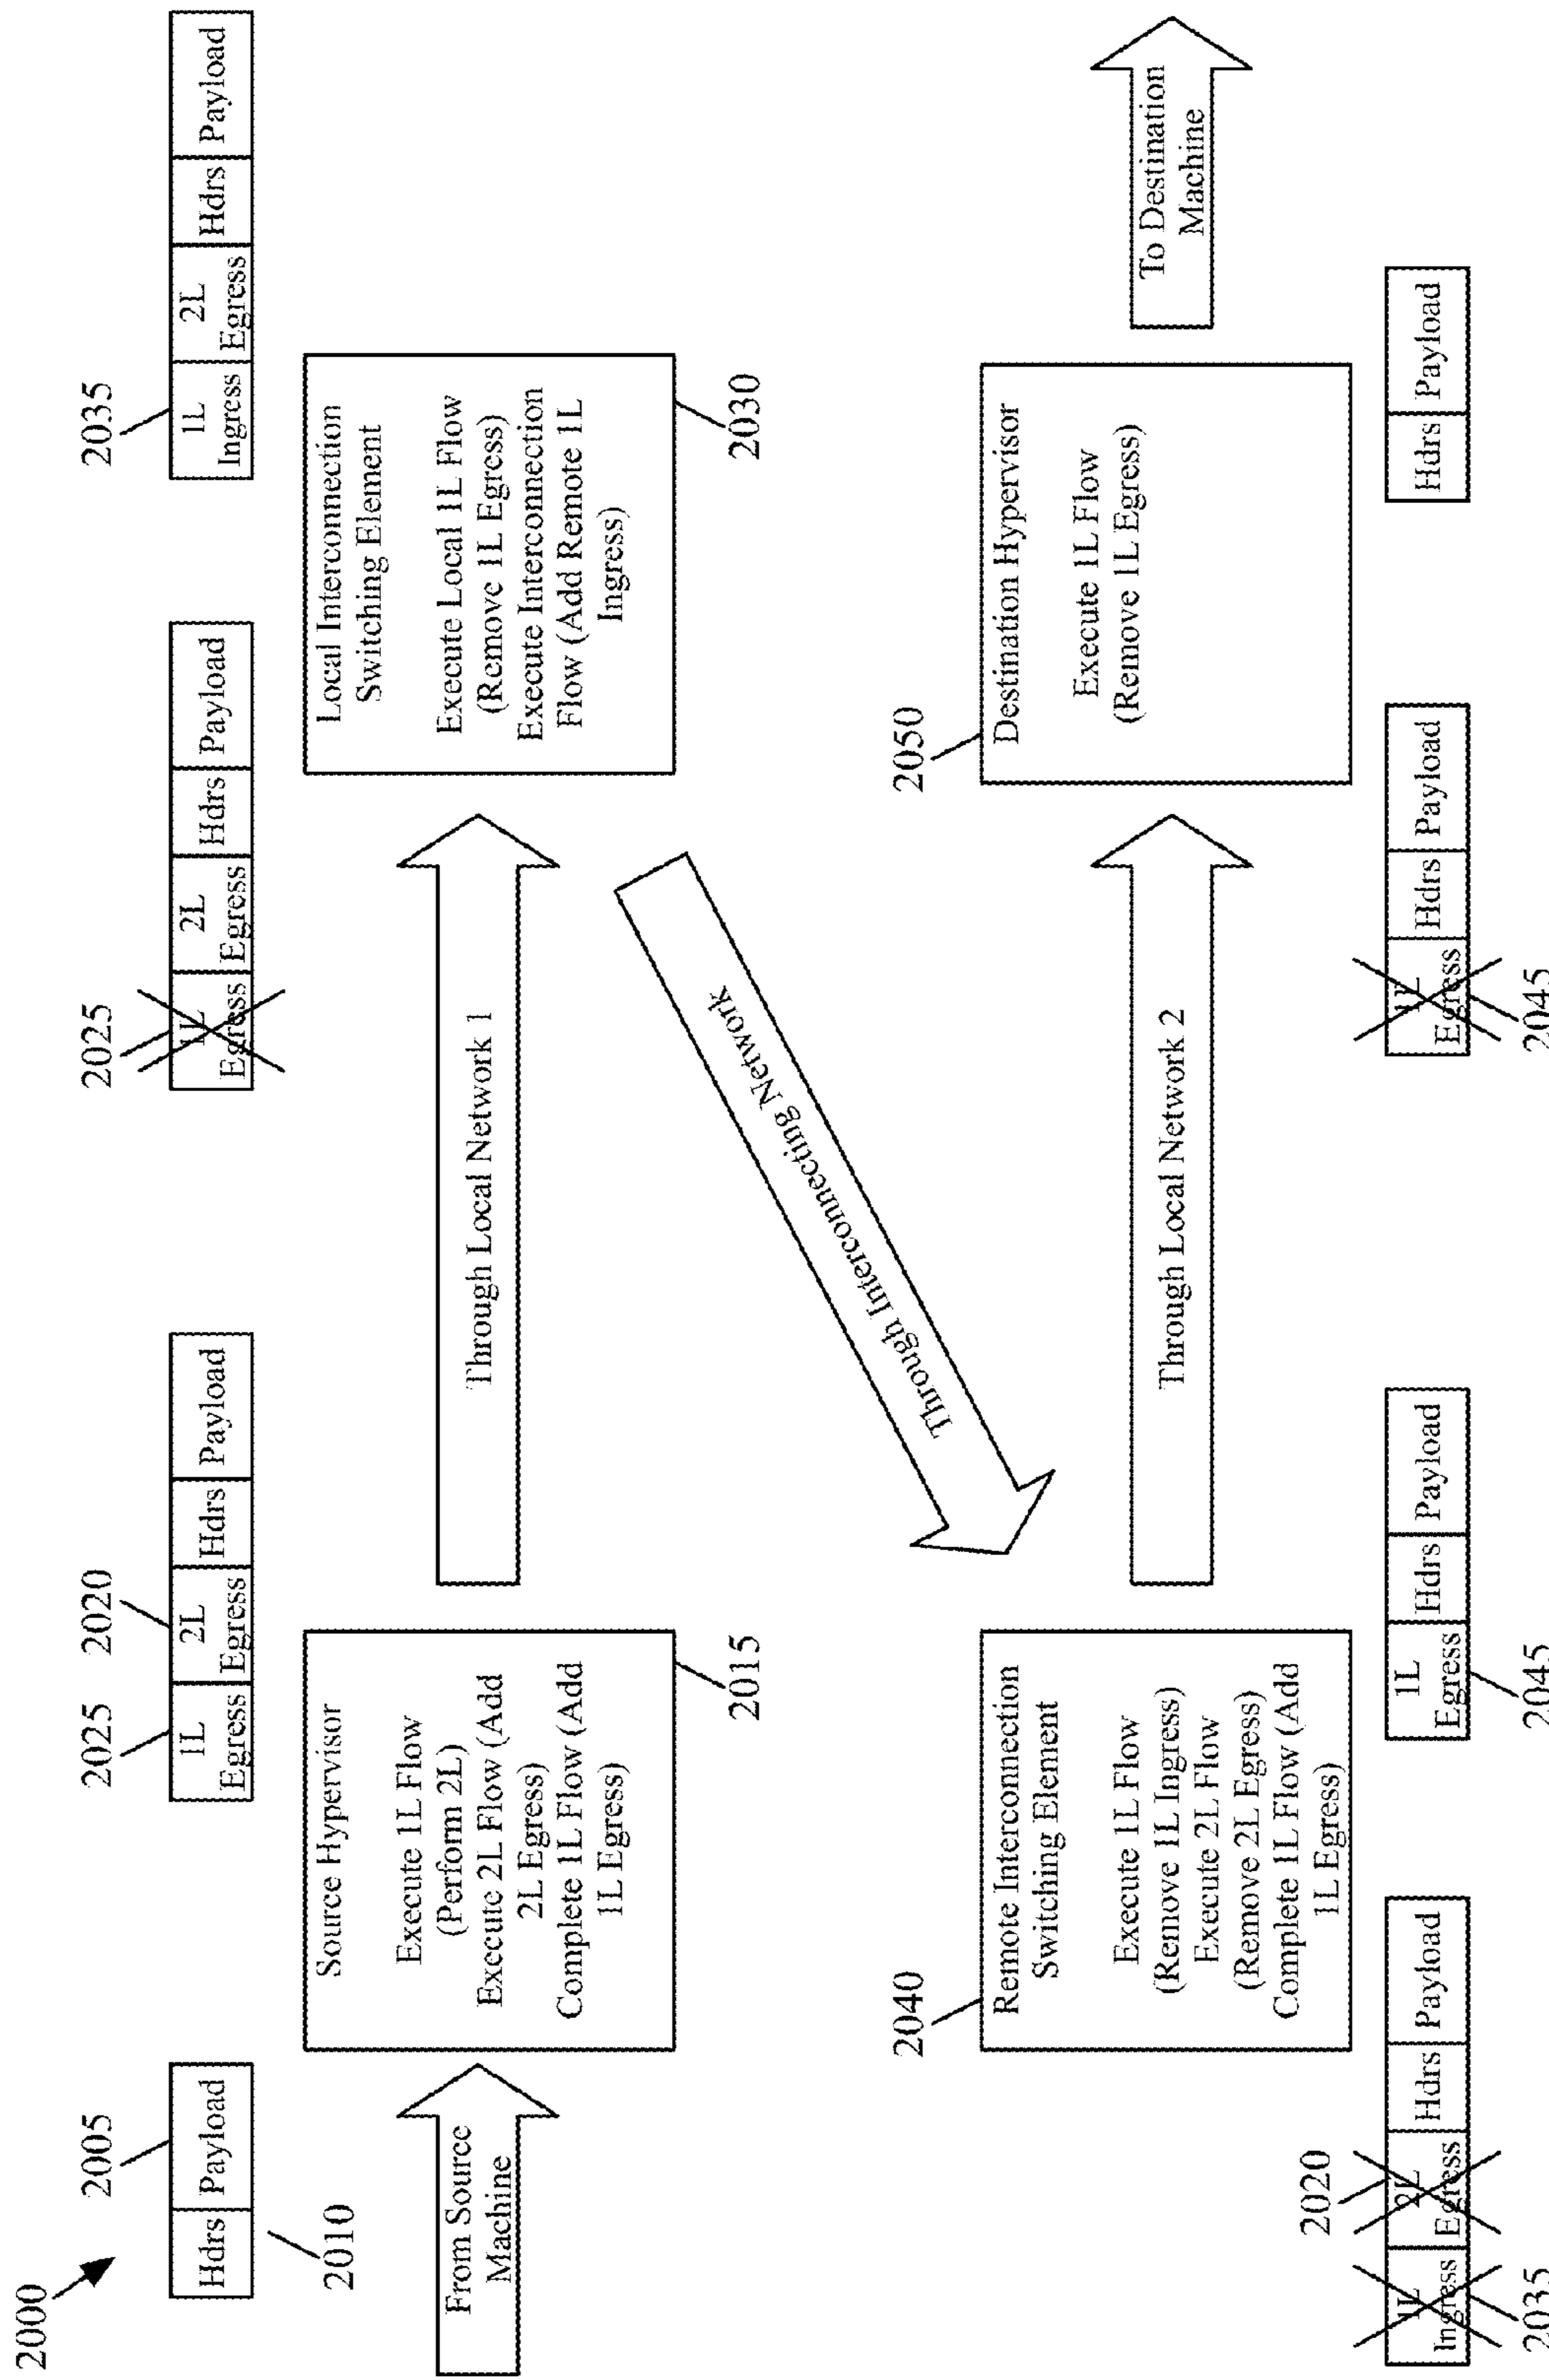 2000
2005
Hdrs
Payload
2010
From Source
Machine
2025
2020
1L
Egress
2L
Egress
Hdrs
Payload
Source Hypervisor
Execute 1L Flow
(Perform 2L)
Execute 2L Flow (Add
2L Egress)
Complete 1L Flow (Add
1L Egress)
2015
Through Local Network 1
2025
1L
Egress
2L
Egress
Hdrs
Payload
Local Interconnection
Switching Element
Execute Local 1L Flow
(Remove 1L Egress)
Execute Interconnection
Flow (Add Remote 1L
Ingress)
2030
2035
1L
Ingress
2L
Egress
Hdrs
Payload
Through Interconnecting Network
2040
Remote Interconnection
Switching Element
Execute 1L Flow
(Remove 1L Ingress)
Execute 2L Flow
(Remove 2L Egress)
Complete 1L Flow (Add
1L Egress)
2020
1L
Ingress
2L
Egress
Hdrs
Payload
2035
Through Local Network 2
1L
Egress
Hdrs
Payload
2045
2050
Destination Hypervisor
Execute 1L Flow
(Remove 1L Egress)
1L
Egress
Hdrs
Payload
2045
To Destination
Machine
Hdrs
Payload